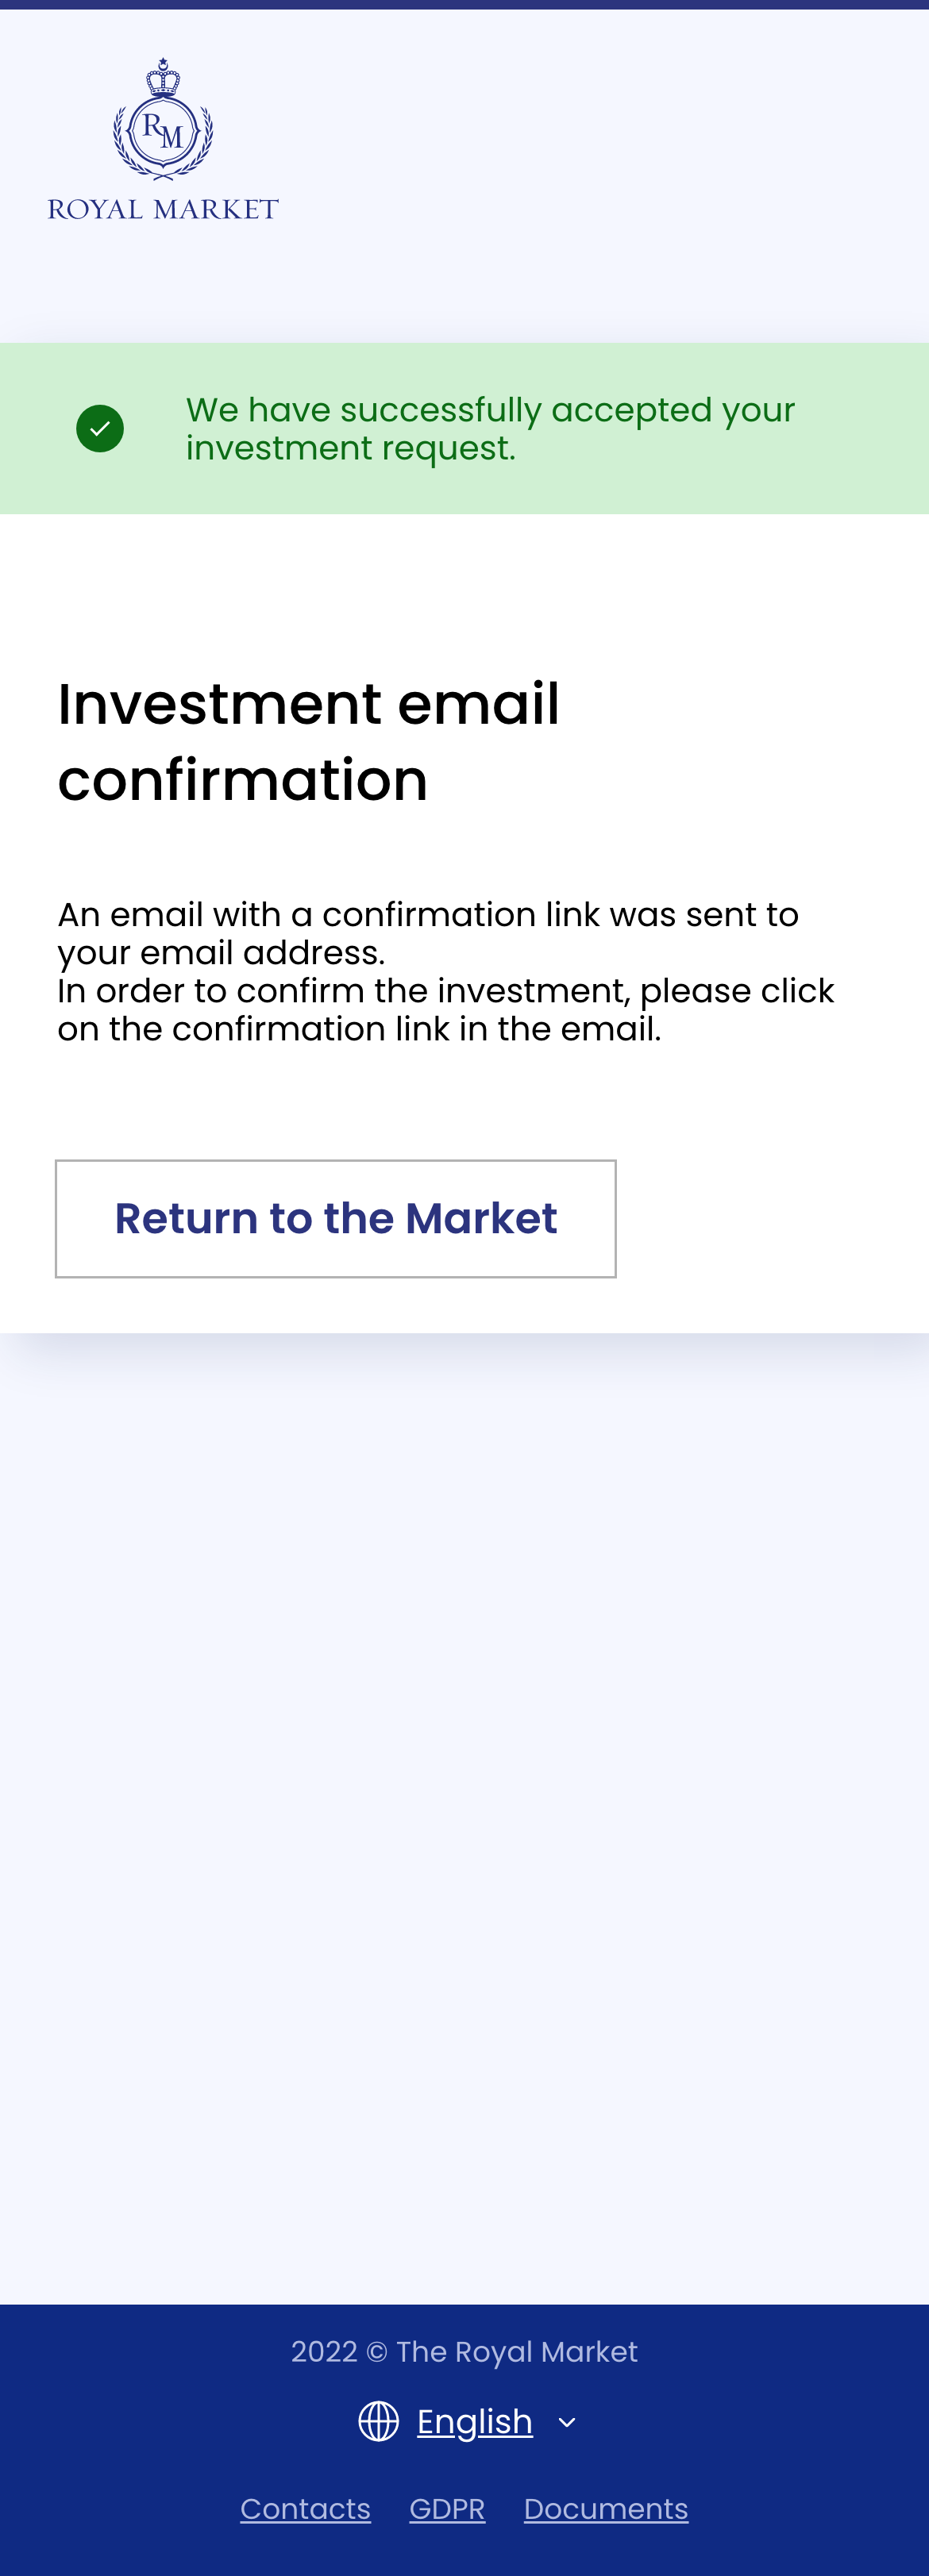 RM
ROYAL MARKET
We have successfully accepted your
investment request.
Investment email
confirmation
An email with a confirmation link was sent to
your email address.
In order to confirm the investment, please click
on the confirmation link in the email.
Return to the Market
2022 © The Royal Market
English
Contacts GDPR Documents